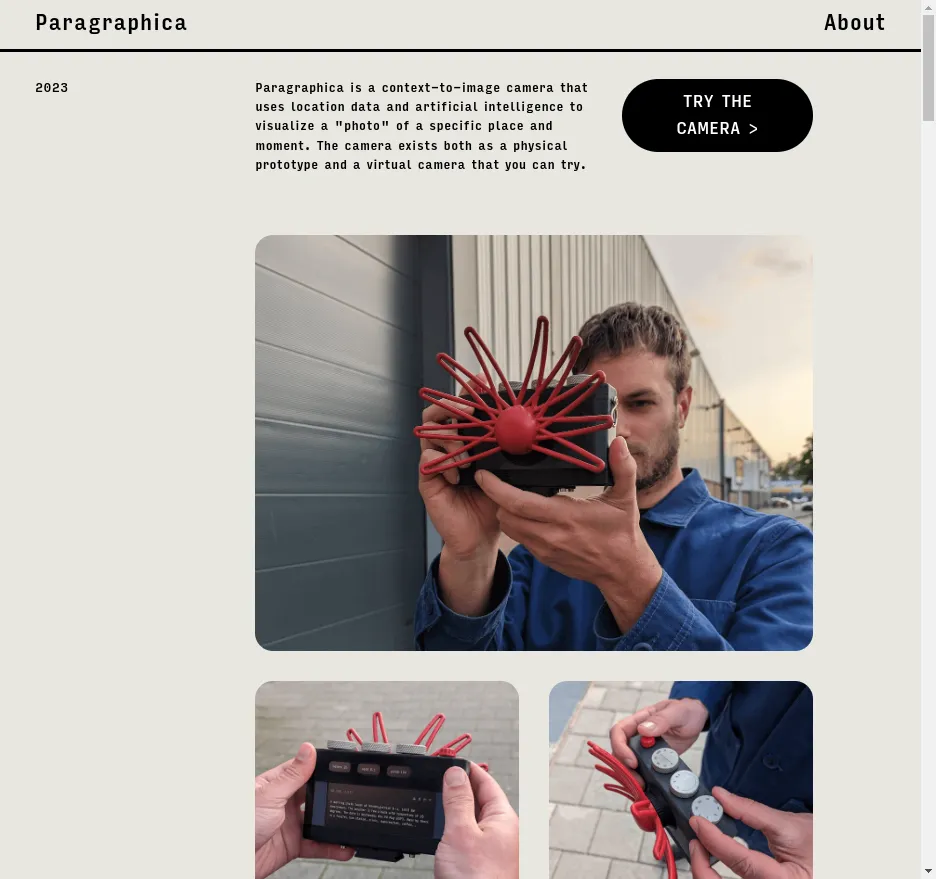 Paragraphica
About
2023
Paragraphica is a context-to-image camera that
uses location data and artificial intelligence to
visualize a "photo" of a specific place and
moment. The camera exists both as a physical
prototype and a virtual camera that you can try.
TRY THE
CAMERA >